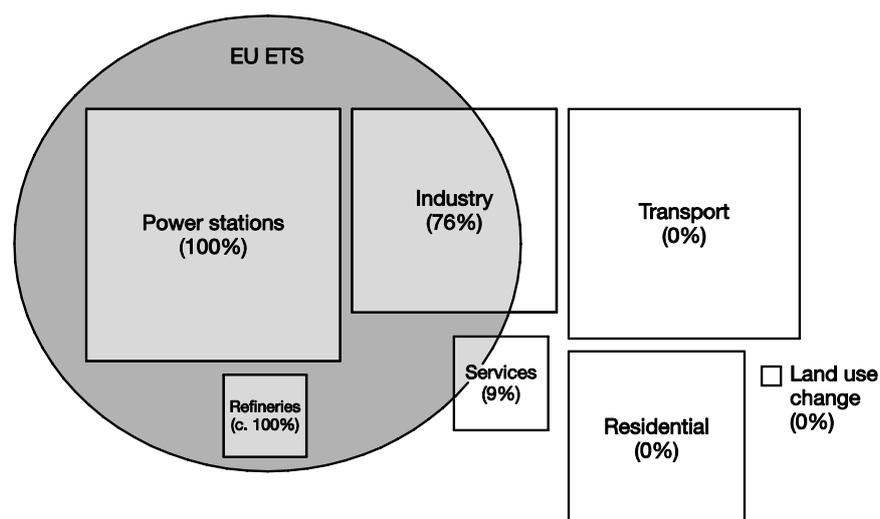 EU ETS
Power stations
(100%)
Industry
(76%)
Transport
(0%)
Refineries
(c. 100%)
Services
(9%)
Residential
(0%)
Land use
change
(0%)